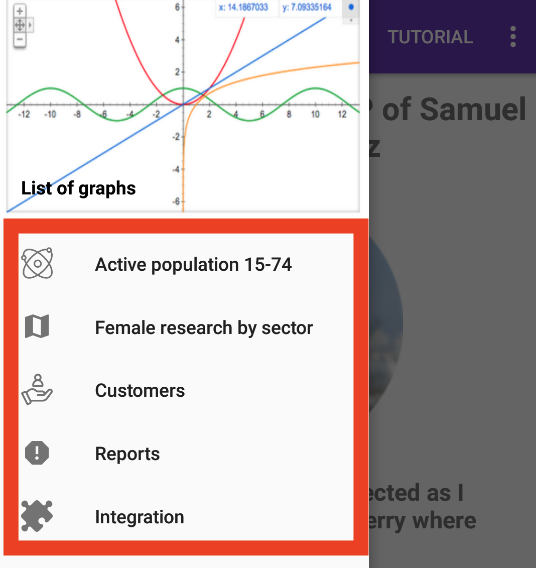 x: 14.1867033 y: 7.09335164
6
4
2
-12 -10 -8 -6 -4 -2 2 4 6 8 10 12
-2
-4
-6
List of graphs
TUTORIAL
of Samuel
z
Active population 15-74
Female research by sector
Customers
Reports
Integration
ected as I
erry where